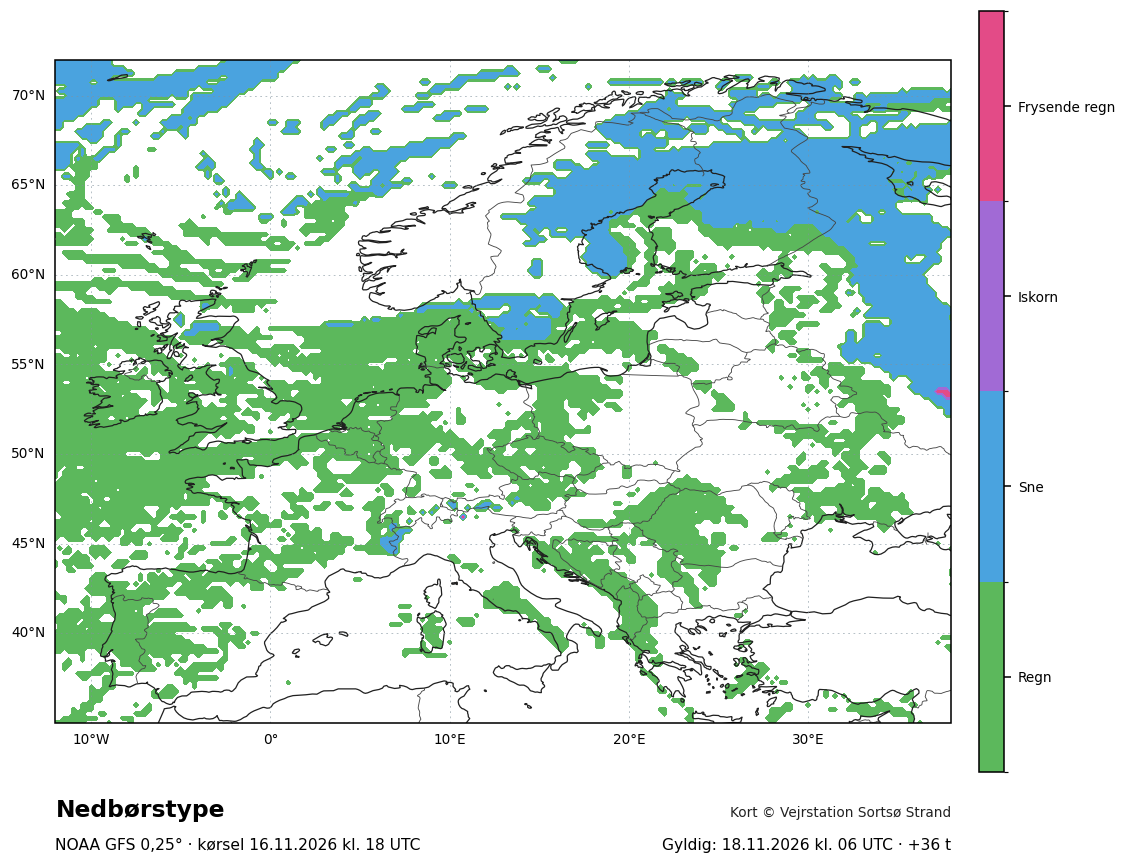 70°N
65°N
60°N
55°N
50°N
45°N
40°N
10°W
0°
10°E
20°E
30°E
Frysende regn
Iskorn
Sne
Regn
Nedbørstype
Kort © Vejrstation Sortsø Strand
NOAA GFS 0,25° · kørsel 16.11.2026 kl. 18 UTC
Gyldig: 18.11.2026 kl. 06 UTC · +36 t